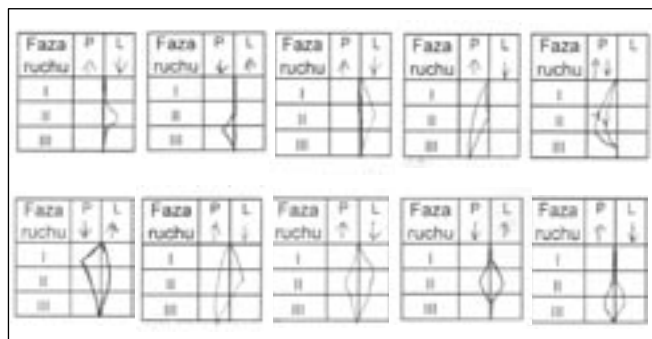 Faza P L
ruchu ↑ ↓
I
II
III
Faza P L
ruchu ↓ ↑
I
II
III
Faza P L
ruchu ↑ ↓
I
II
III
Faza P L
ruchu ↑ ↓
I
II
III
Faza P L
ruchu ↑↓
I
II
III
Faza P L
ruchu ↓ ↑
I
II
III
Faza P L
ruchu ↑ ↓
I
II
III
Faza P L
ruchu ↑ ↓
I
II
III
Faza P L
ruchu ↓ ↑
I
II
III
Faza P L
ruchu ↑ ↓
I
II
III